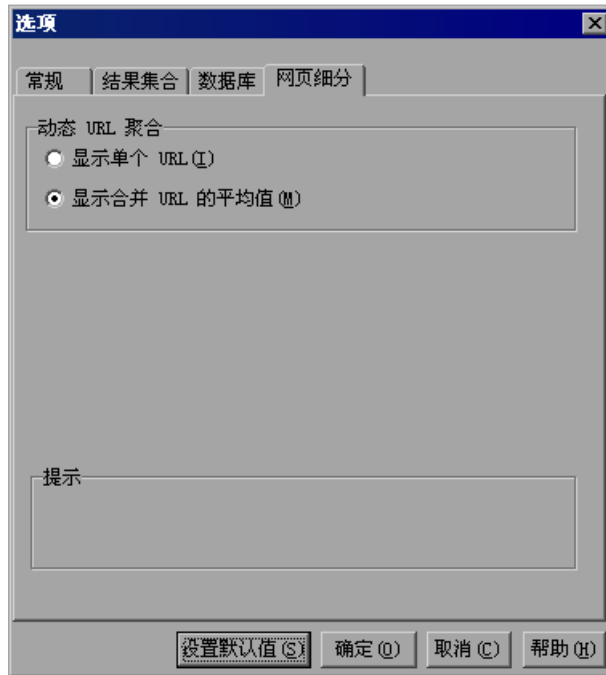 选项
常规 结果集合 数据库 网页细分
动态 URL 聚合
显示单个 URL(I)
显示合并 URL 的平均值(M)
提示
设置默认值(S) 确定(O) 取消(C) 帮助(H)